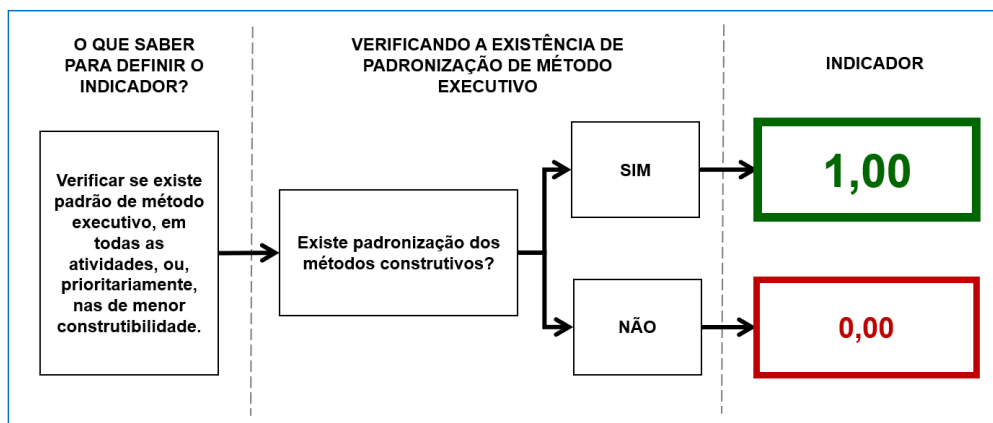 O QUE SABER
PARA DEFINIR O
INDICADOR?
VERIFICANDO A EXISTÊNCIA DE
PADRONIZAÇÃO DE MÉTODO
EXECUTIVO
INDICADOR
Verificar se existe
padrão de método
executivo, em
todas as
atividades, ou,
prioritariamente,
nas de menor
construtibilidade.
Existe padronização dos
métodos construtivos?
SIM
1,00
NÃO
0,00